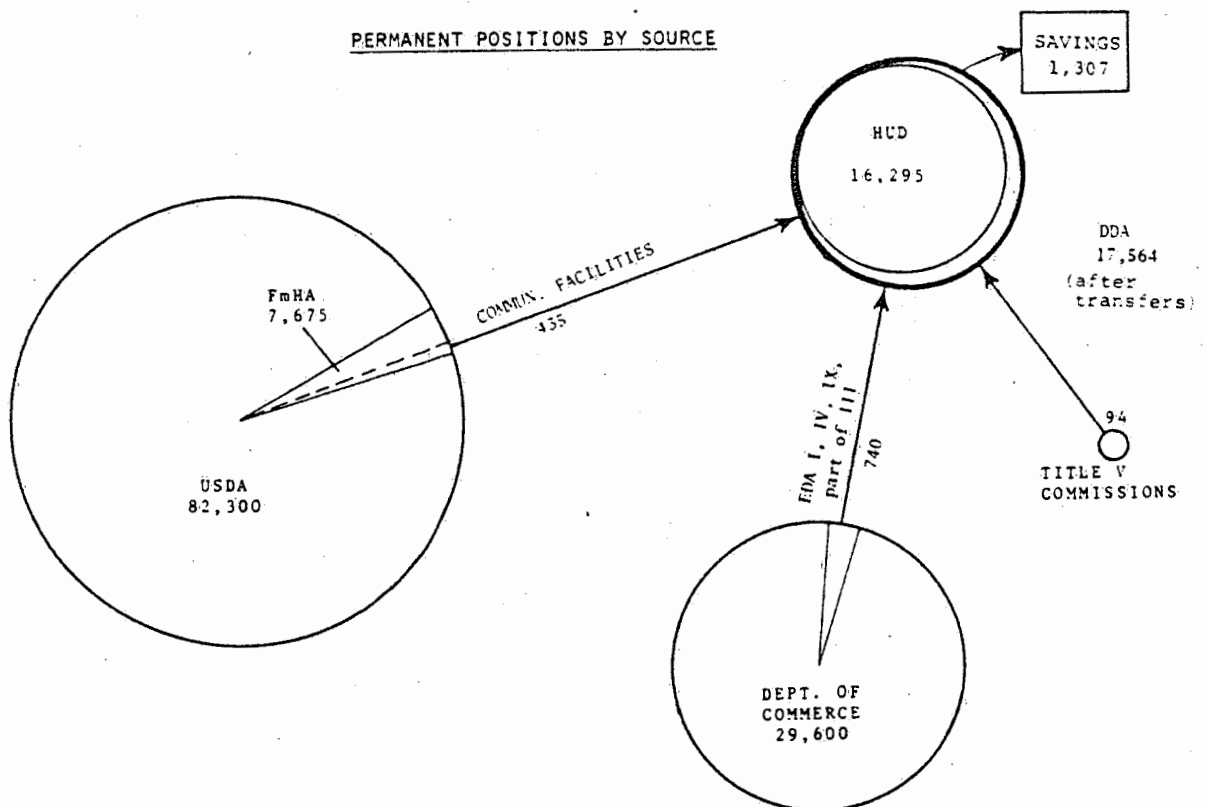 PERMANENT POSITIONS BY SOURCE
SAVINGS
1,307
HUD
16,295
DDA
17,564
(after
transfers)
COMMUN. FACILITIES
435
FmHA
7,675
USDA
82,300
EDA I, IV, IX,
part of III
740
94
TITLE V
COMMISSIONS
DEPT. OF
COMMERCE
29,600